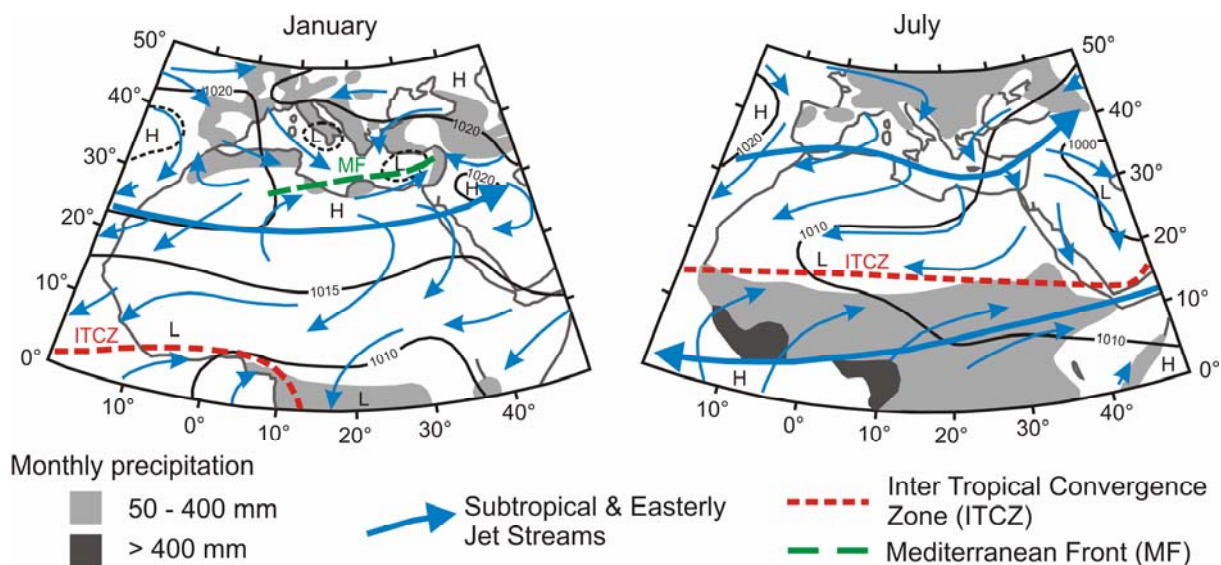 January
50°
40°
30°
20°
10°
0°
10°
0°
10°
20°
30°
40°
1020
H
H
L
1020
MF
L
1020
H
H
1015
ITCZ
L
1010
L
July
50°
40°
30°
20°
10°
0°
10°
0°
10°
20°
30°
40°
H
1020
1000
L
1010
L
ITCZ
1010
H
H
Monthly precipitation
50 - 400 mm
> 400 mm
Subtropical & Easterly
Jet Streams
Inter Tropical Convergence
Zone (ITCZ)
Mediterranean Front (MF)